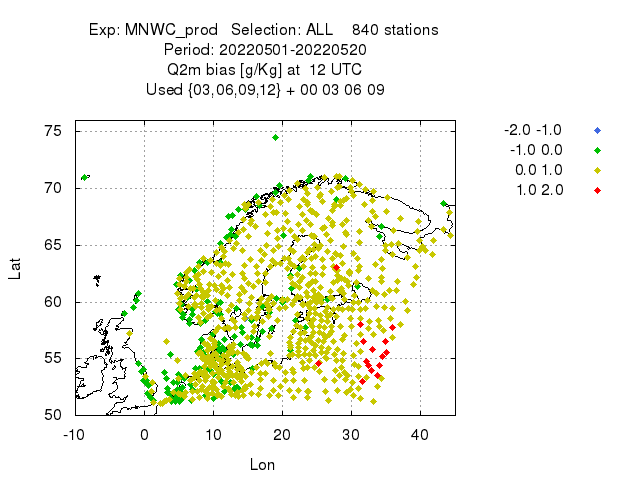 Exp: MNWC_prod   Selection: ALL    840 stations
Period: 20220501-20220520
Q2m bias [g/Kg] at  12 UTC
Used {03,06,09,12} + 00 03 06 09
-2.0 -1.0
-1.0 0.0
0.0 1.0
1.0 2.0
75
70
65
60
55
50
Lat
-10 0 10 20 30 40
Lon